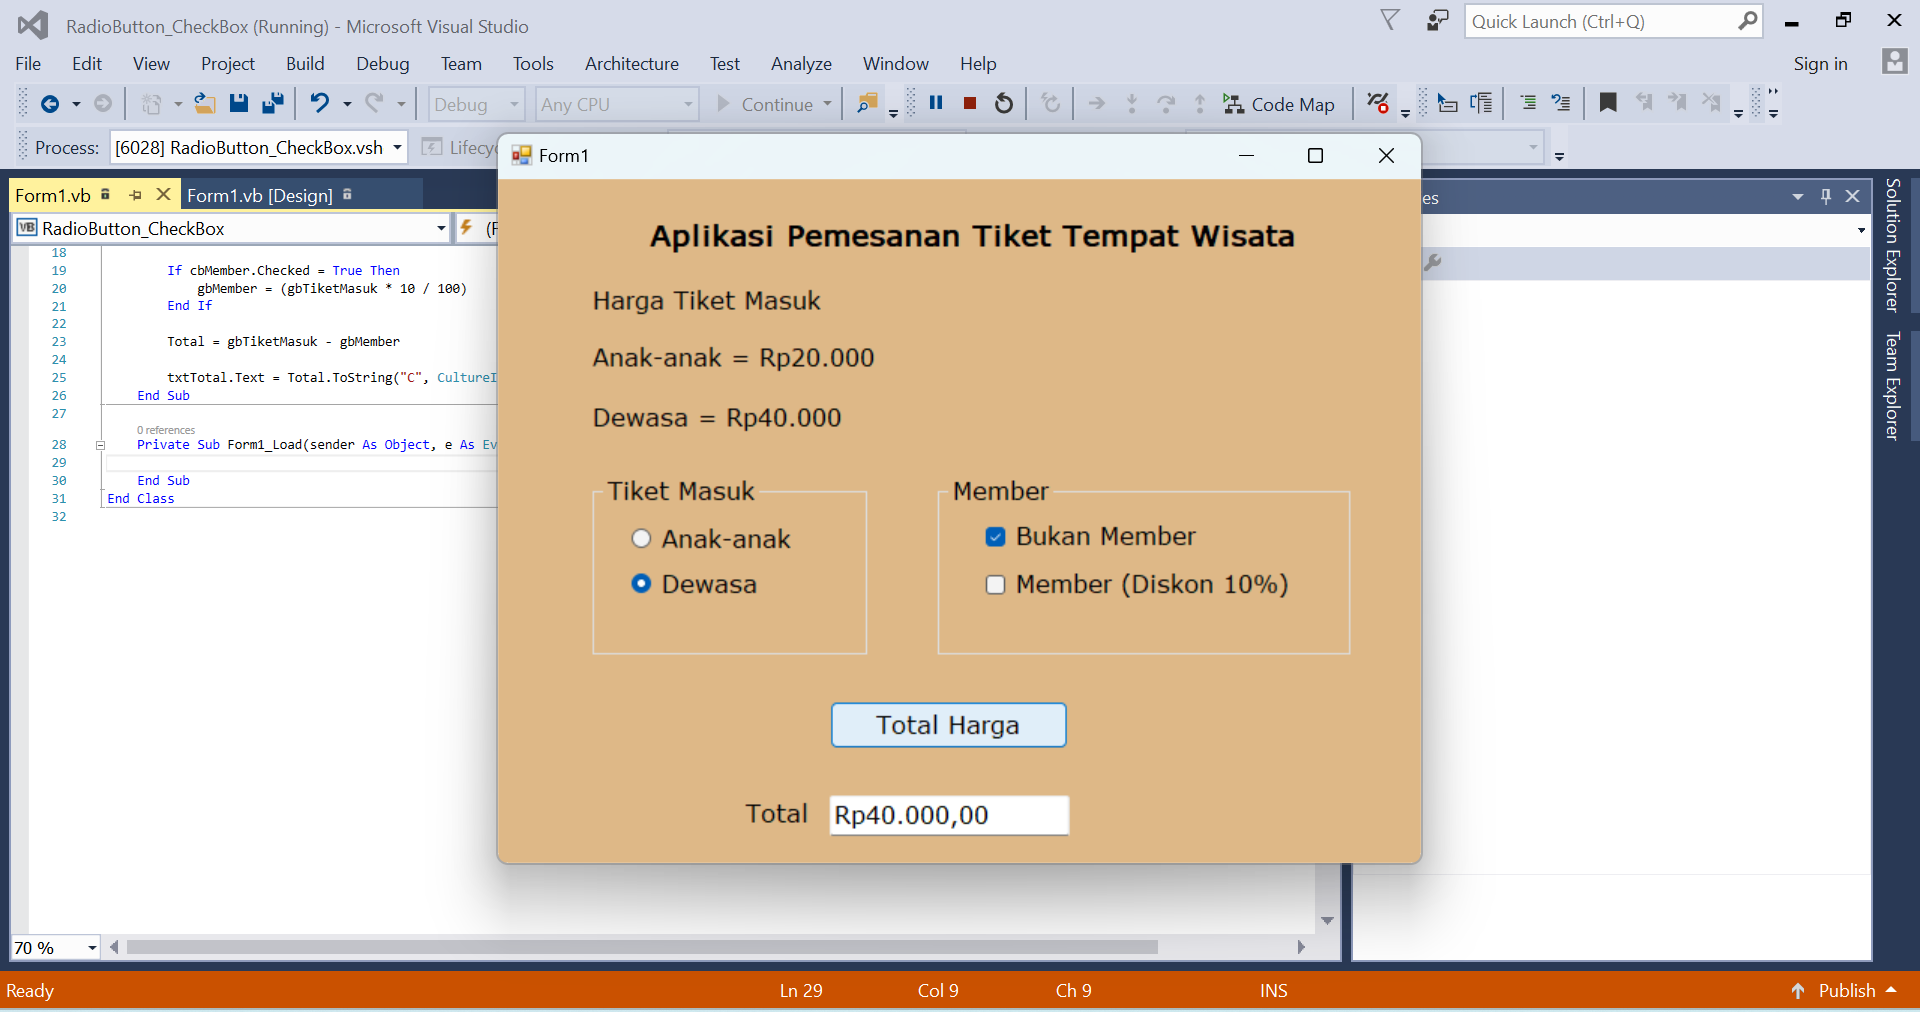 RadioButton_CheckBox (Running) - Microsoft Visual Studio
Quick Launch (Ctrl+Q)
File Edit View Project Build Debug Team Tools Architecture Test Analyze Window Help Sign in
Debug Any CPU Continue Code Map
Process: [6028] RadioButton_CheckBox.vsh Lifecyc
Form1
Form1.vb Form1.vb [Design]
es
VB RadioButton_CheckBox (F
18
19 If cbMember.Checked = True Then
20 gbMember = (gbTiketMasuk * 10 / 100)
21 End If
22
23 Total = gbTiketMasuk - gbMember
24
25 txtTotal.Text = Total.ToString("C", CultureI
26 End Sub
27
0 references
28 Private Sub Form1_Load(sender As Object, e As Ev
29
30 End Sub
31 End Class
32
Aplikasi Pemesanan Tiket Tempat Wisata
Harga Tiket Masuk
Anak-anak = Rp20.000
Dewasa = Rp40.000
Tiket Masuk
Anak-anak
Dewasa
Member
Bukan Member
Member (Diskon 10%)
Total Harga
Total Rp40.000,00
Solution Explorer
Team Explorer
70 %
Ready Ln 29 Col 9 Ch 9 INS Publish